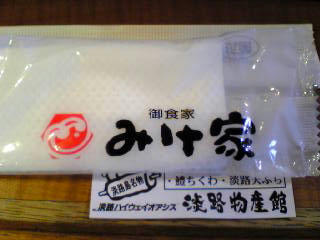 御食家
みけ家
淡路島名物
・鱧ちくわ・淡路天ぷら
淡路ハイウェイオアシス 淡路物産館